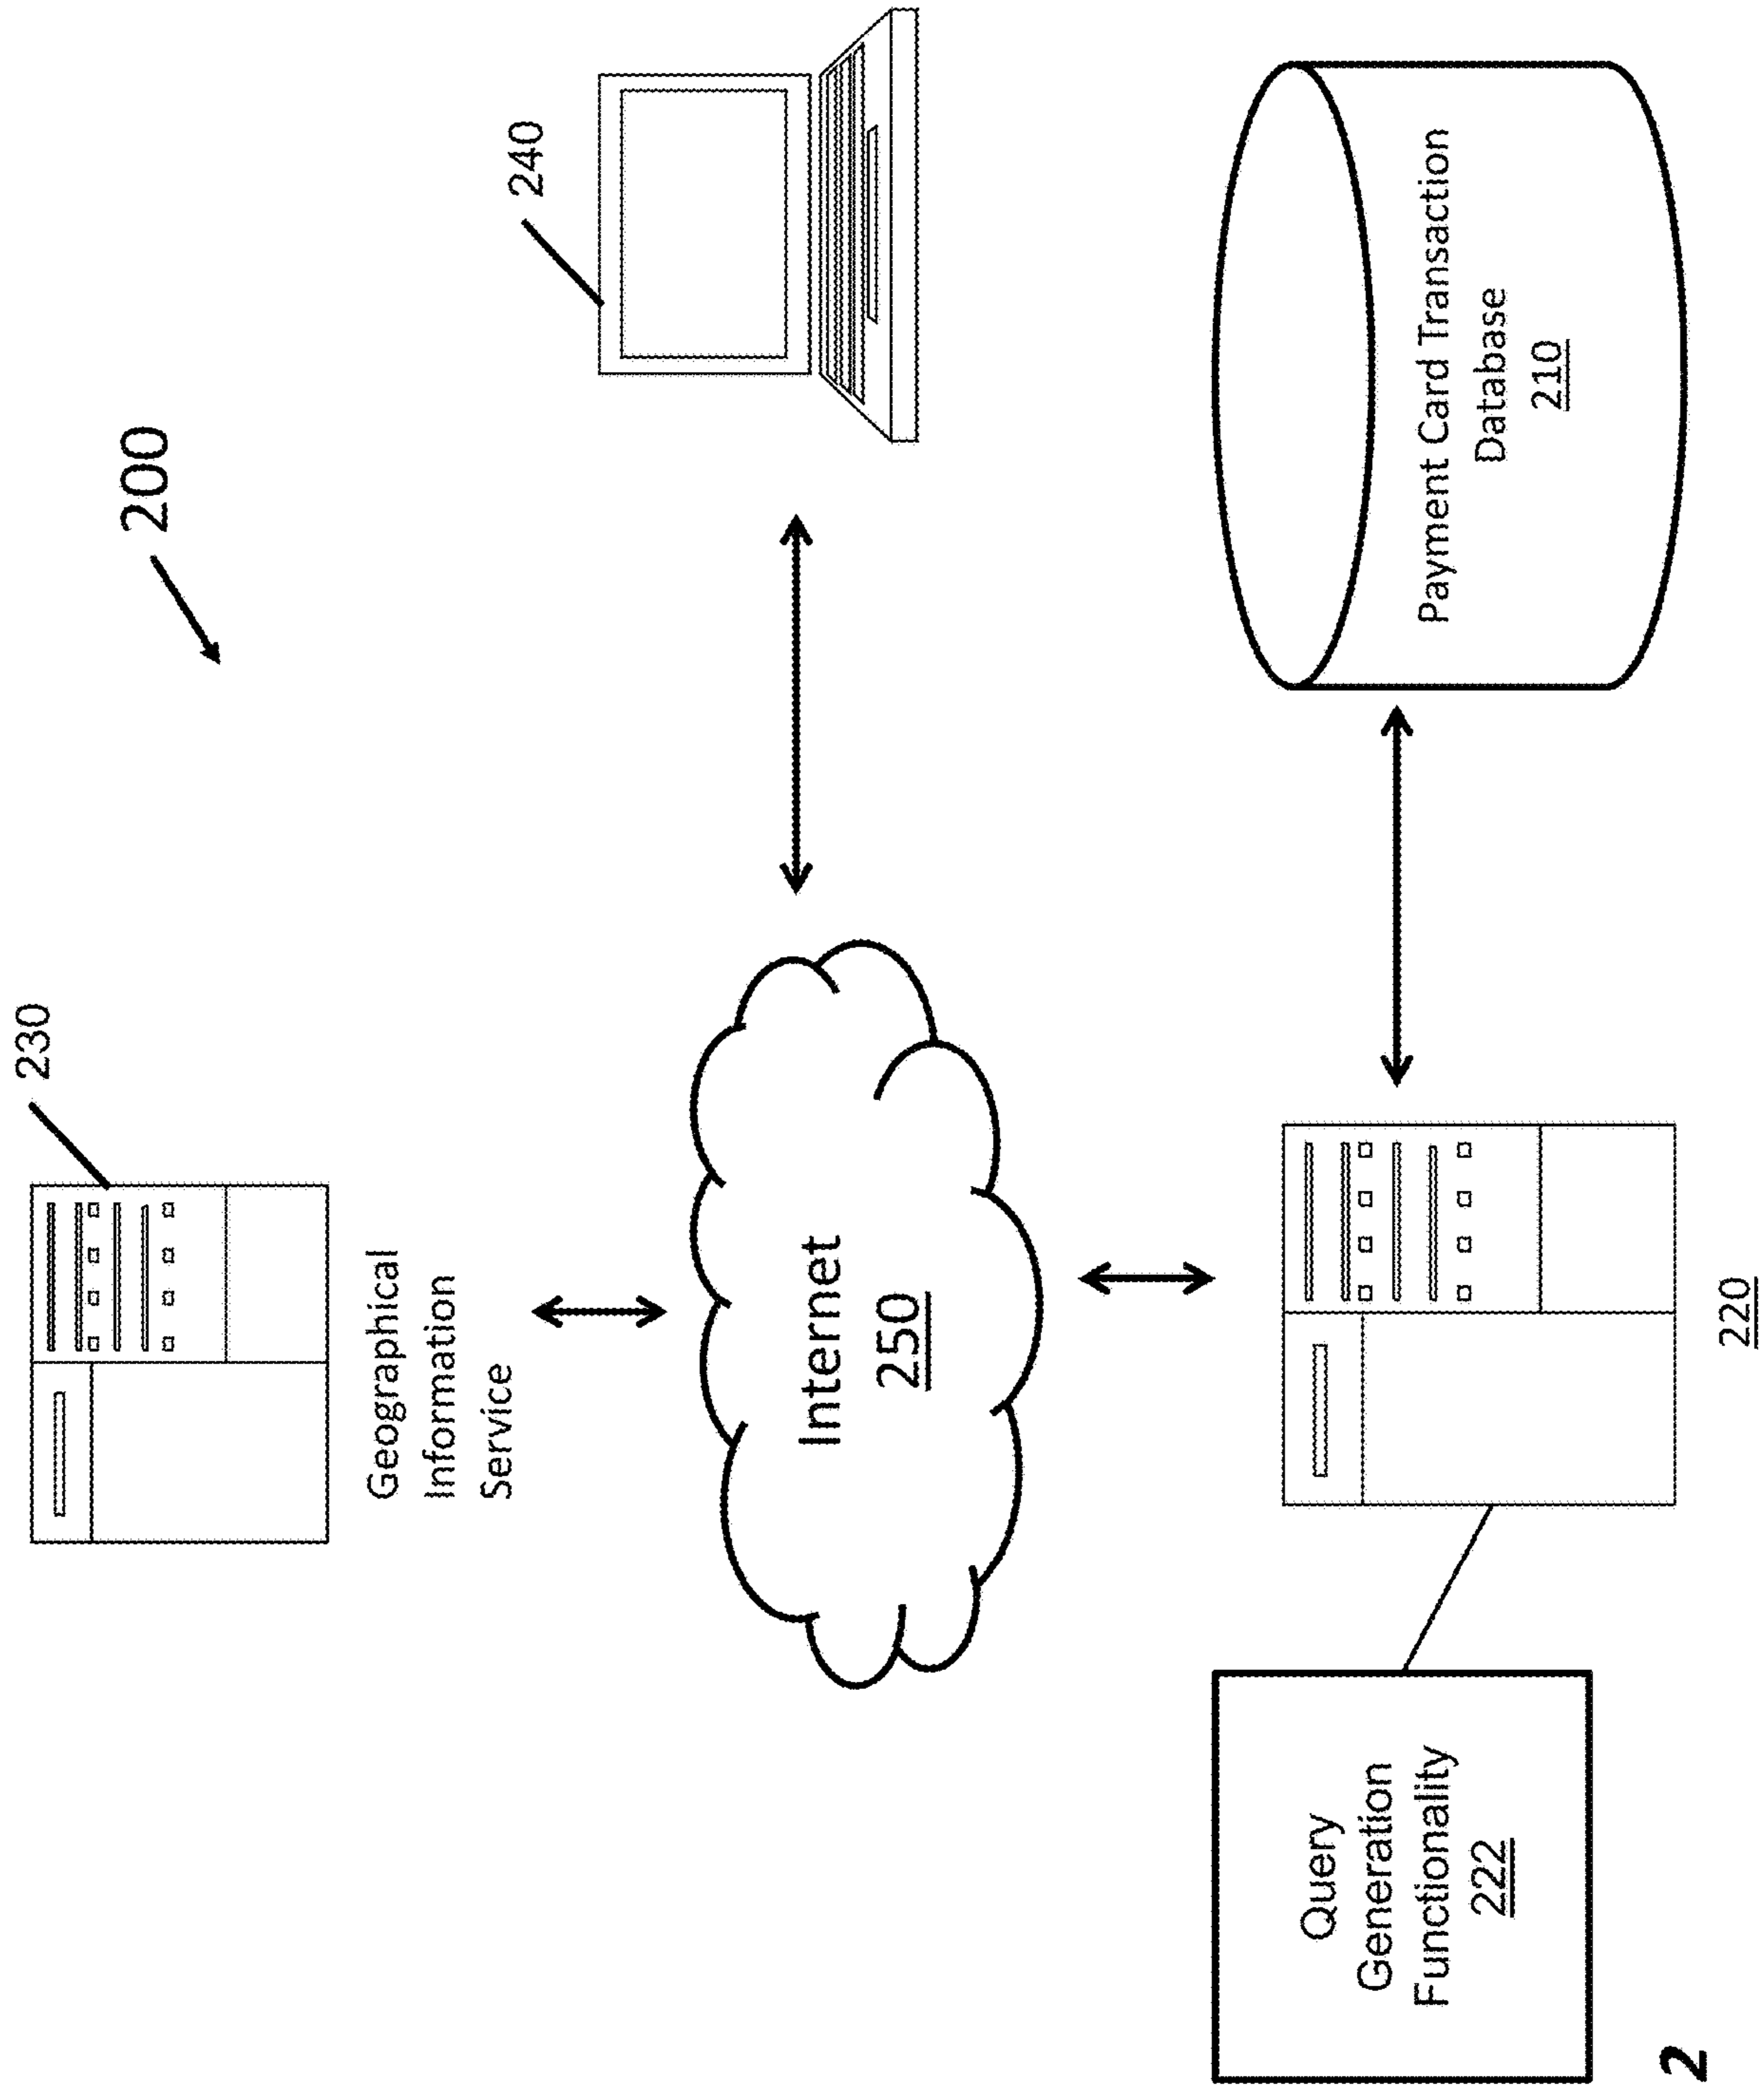 200
230
Geographical
Information
Service
240
Internet
250
Query
Generation
Functionality
222
220
Payment Card Transaction
Database
210
2